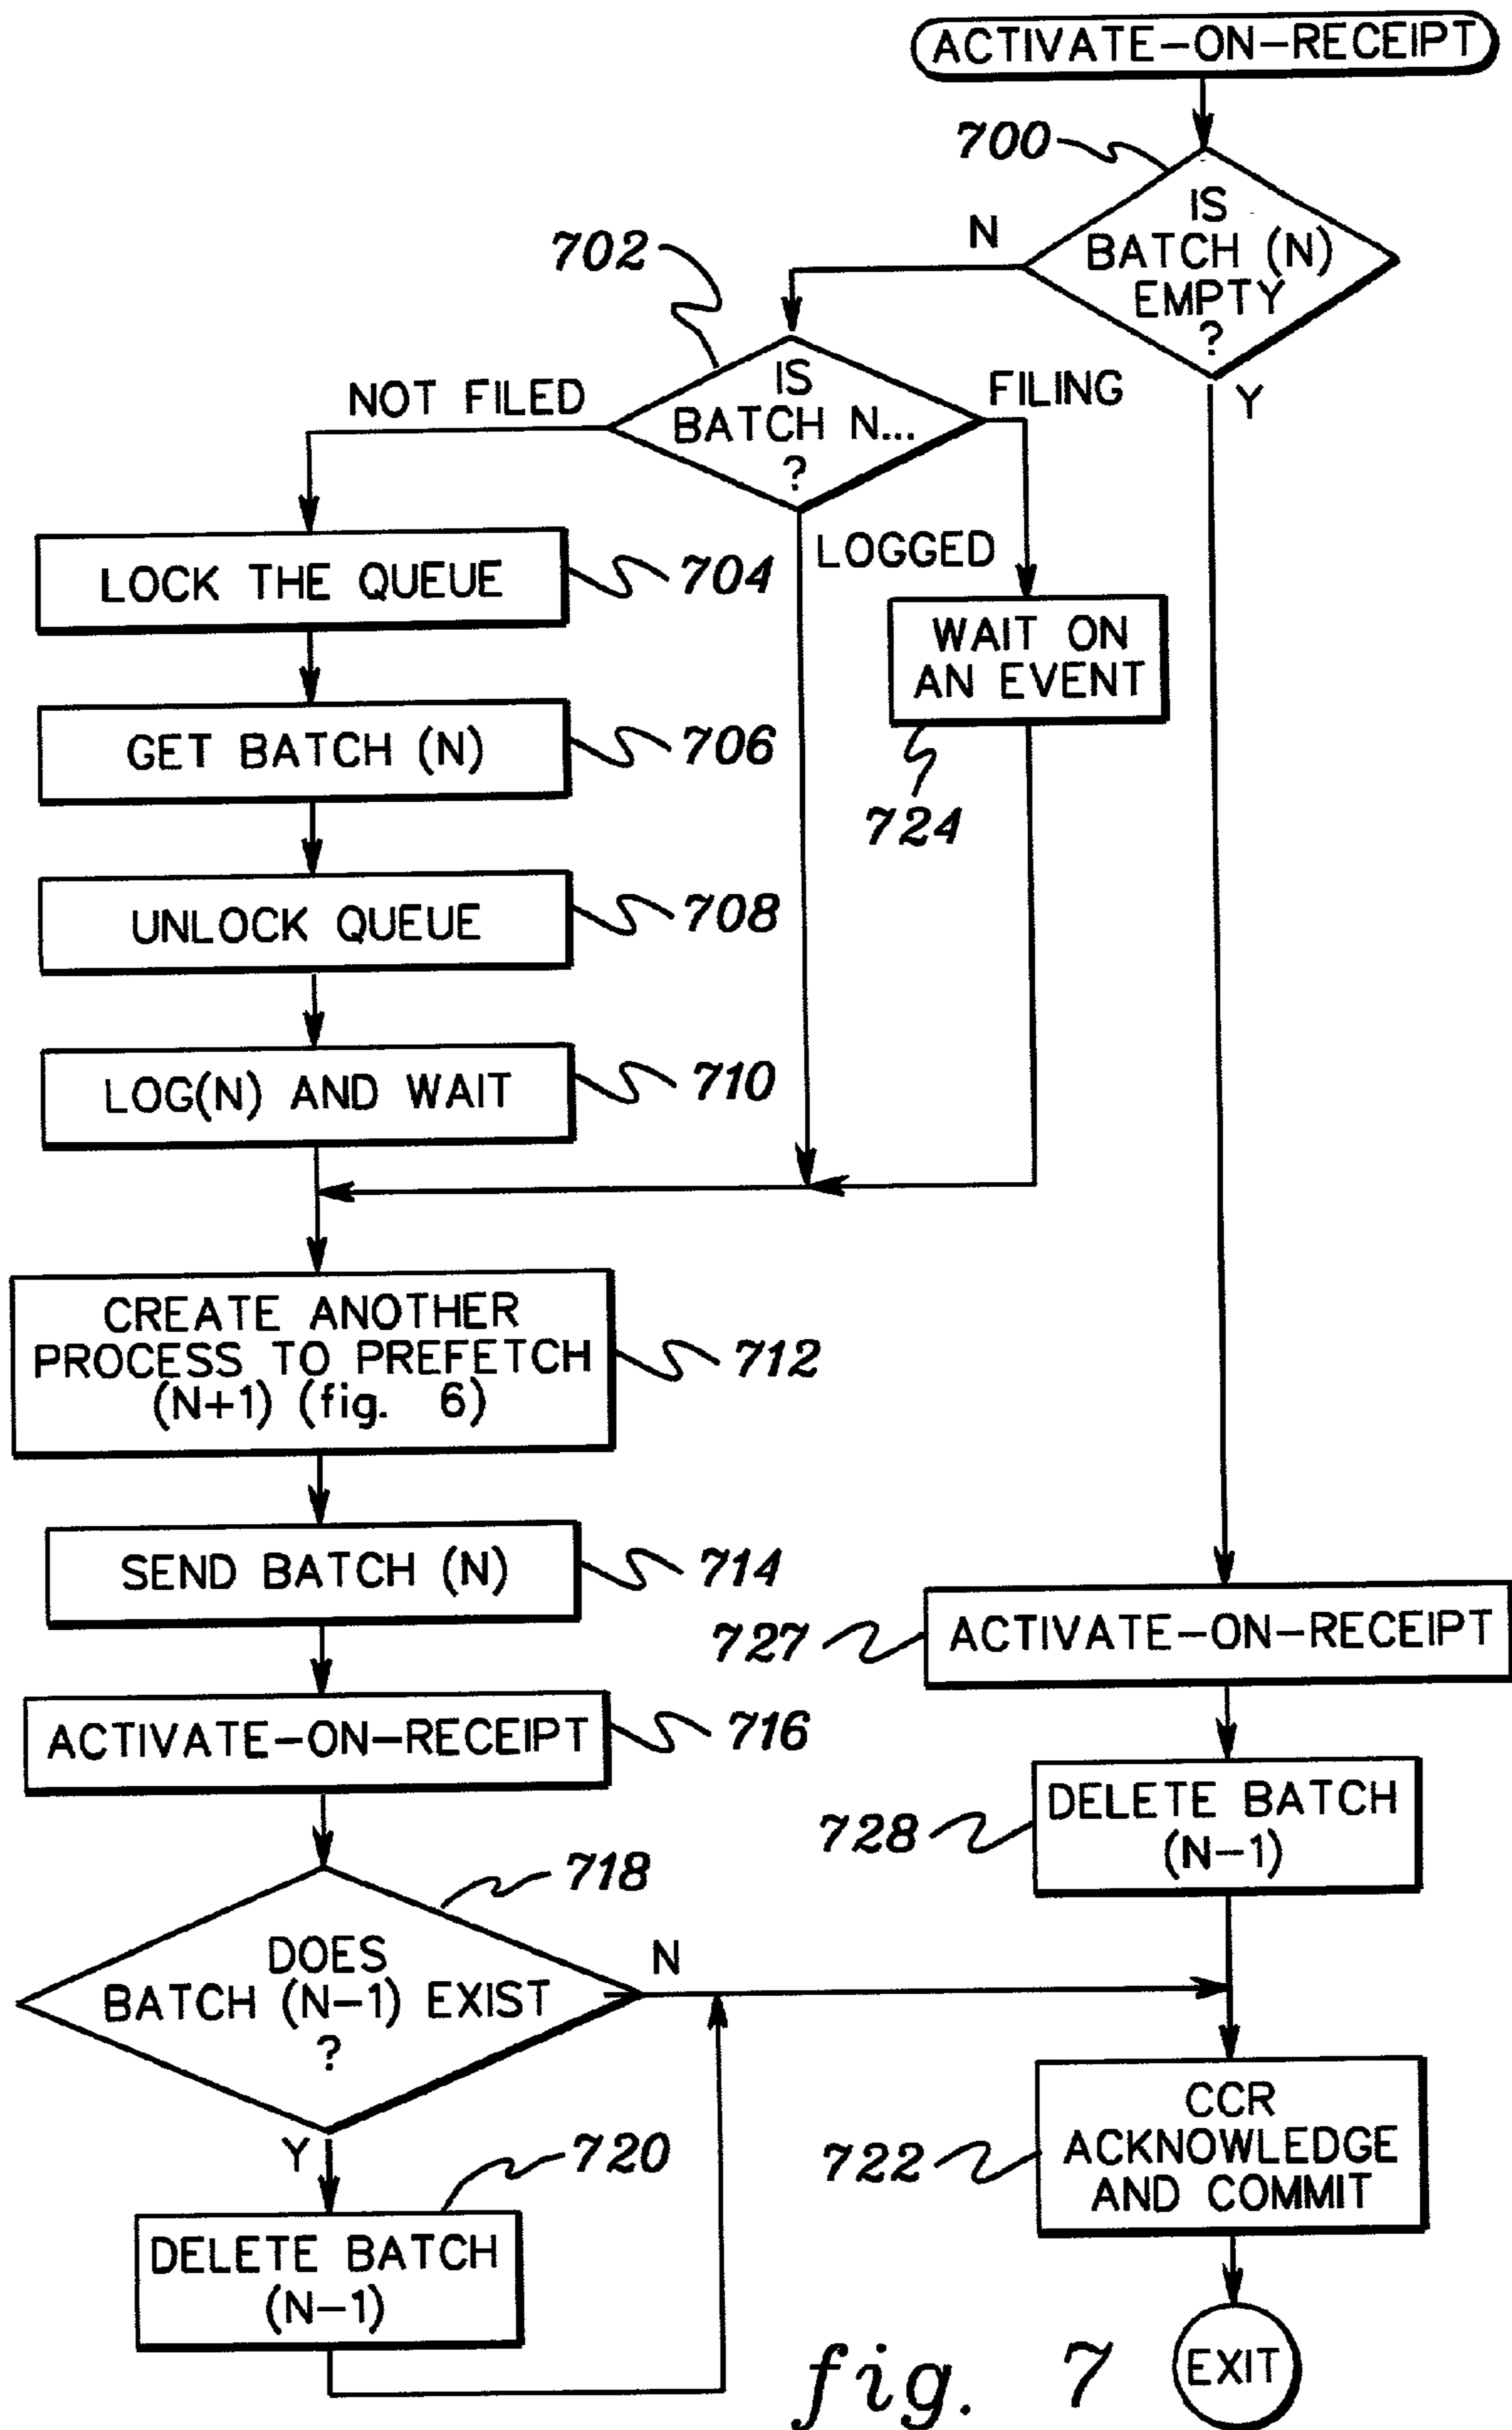 ACTIVATE-ON-RECEIPT
700
IS
BATCH (N)
EMPTY
?
N
Y
702
IS
BATCH N...
?
NOT FILED
FILING
LOGGED
LOCK THE QUEUE
704
WAIT ON
AN EVENT
724
GET BATCH (N)
706
UNLOCK QUEUE
708
LOG(N) AND WAIT
710
CREATE ANOTHER
PROCESS TO PREFETCH
(N+1) (fig. 6)
712
SEND BATCH (N)
714
ACTIVATE-ON-RECEIPT
716
727
ACTIVATE-ON-RECEIPT
728
DELETE BATCH
(N-1)
718
DOES
BATCH (N-1) EXIST
?
N
Y
720
DELETE BATCH
(N-1)
722
CCR
ACKNOWLEDGE
AND COMMIT
EXIT
fig. 7